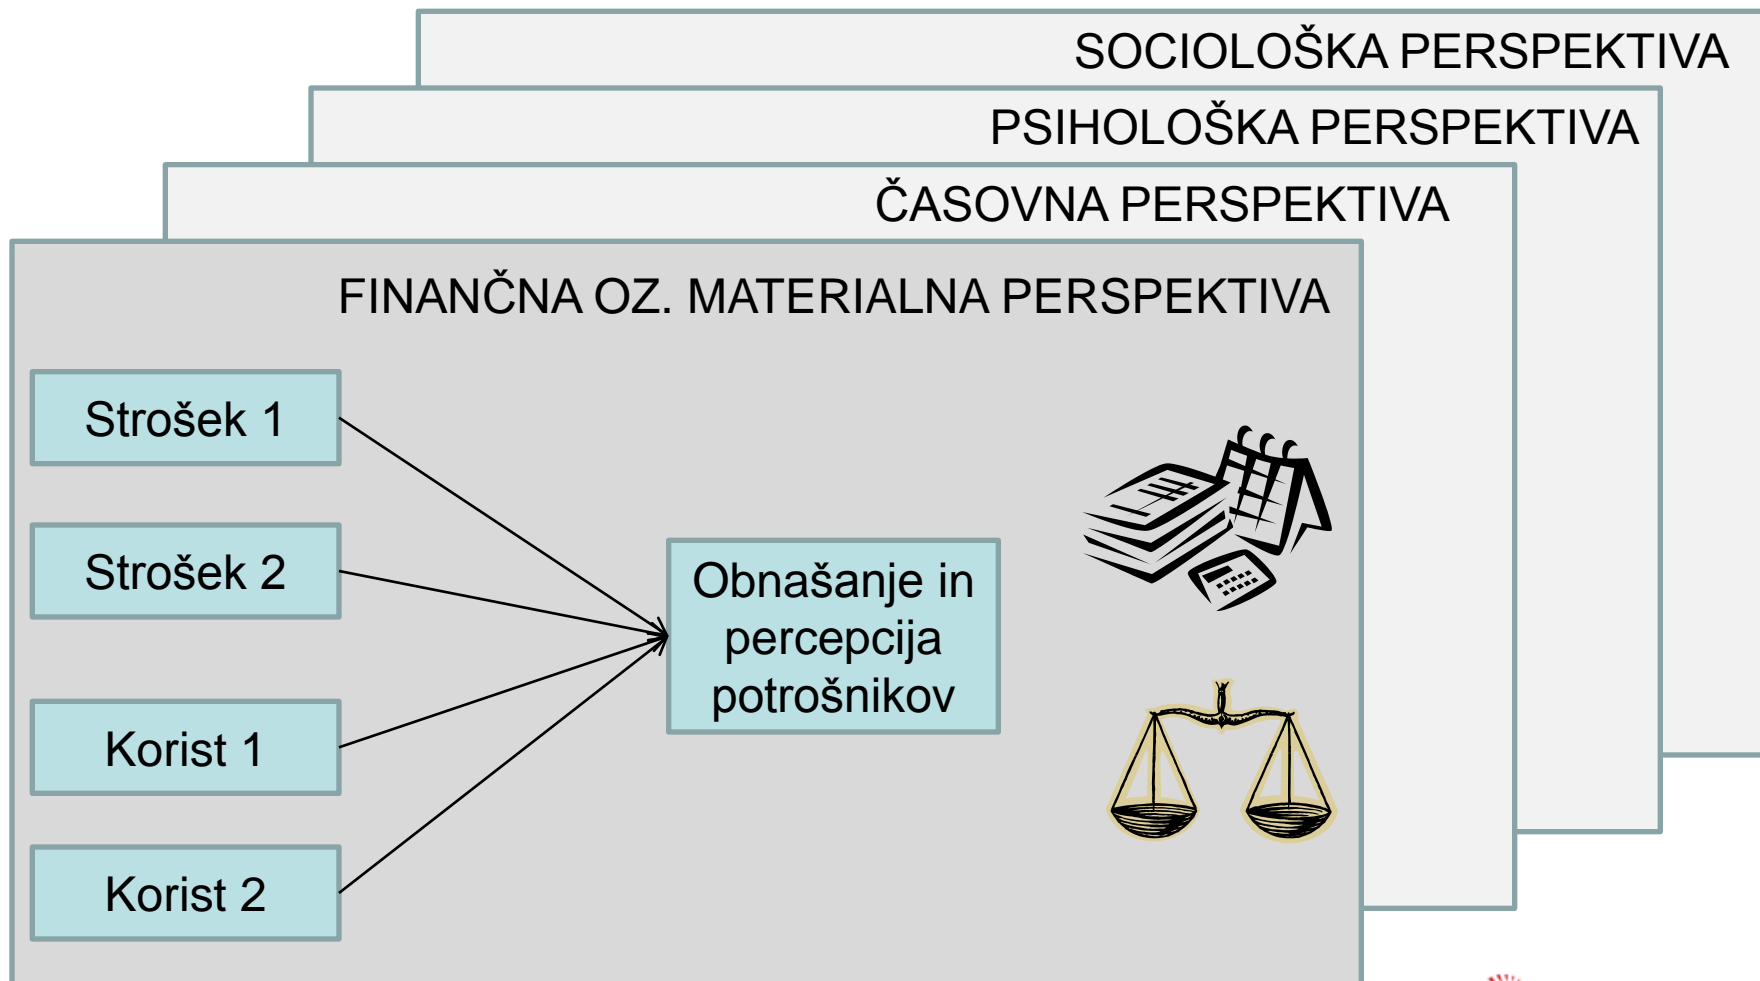 SOCIOLOŠKA PERSPEKTIVA
PSIHOLOŠKA PERSPEKTIVA
ČASOVNA PERSPEKTIVA
FINANČNA OZ. MATERIALNA PERSPEKTIVA
Strošek 1
Strošek 2
Korist 1
Korist 2
Obnašanje in
percepcija
potrošnikov